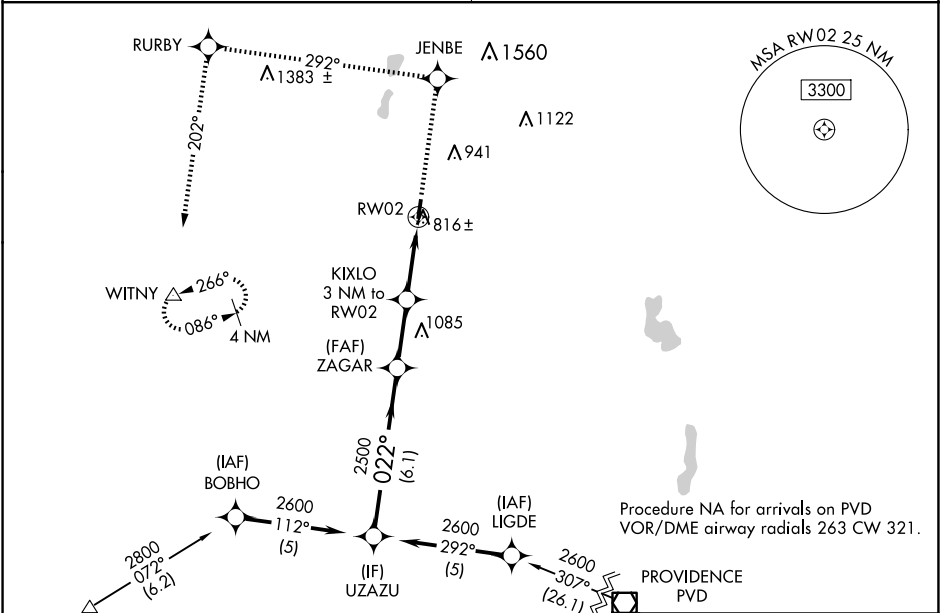 RURBY
JENBE
1560
292°
1383 ±
MSA RW02 25 NM
3300
1122
202°
941
RW02
816±
WITNY
266°
086°
4 NM
KIXLO
3 NM to
RW02
1085
(FAF)
ZAGAR
2500
022°
(6.1)
(IAF)
BOBHO
2600
112°
(5)
(IAF)
LIGDE
2600
292°
(5)
Procedure NA for arrivals on PVD
VOR/DME airway radials 263 CW 321.
2800
072°
(6.2)
(IF)
UZAZU
2600
307°
(26.1)
PROVIDENCE
PVD